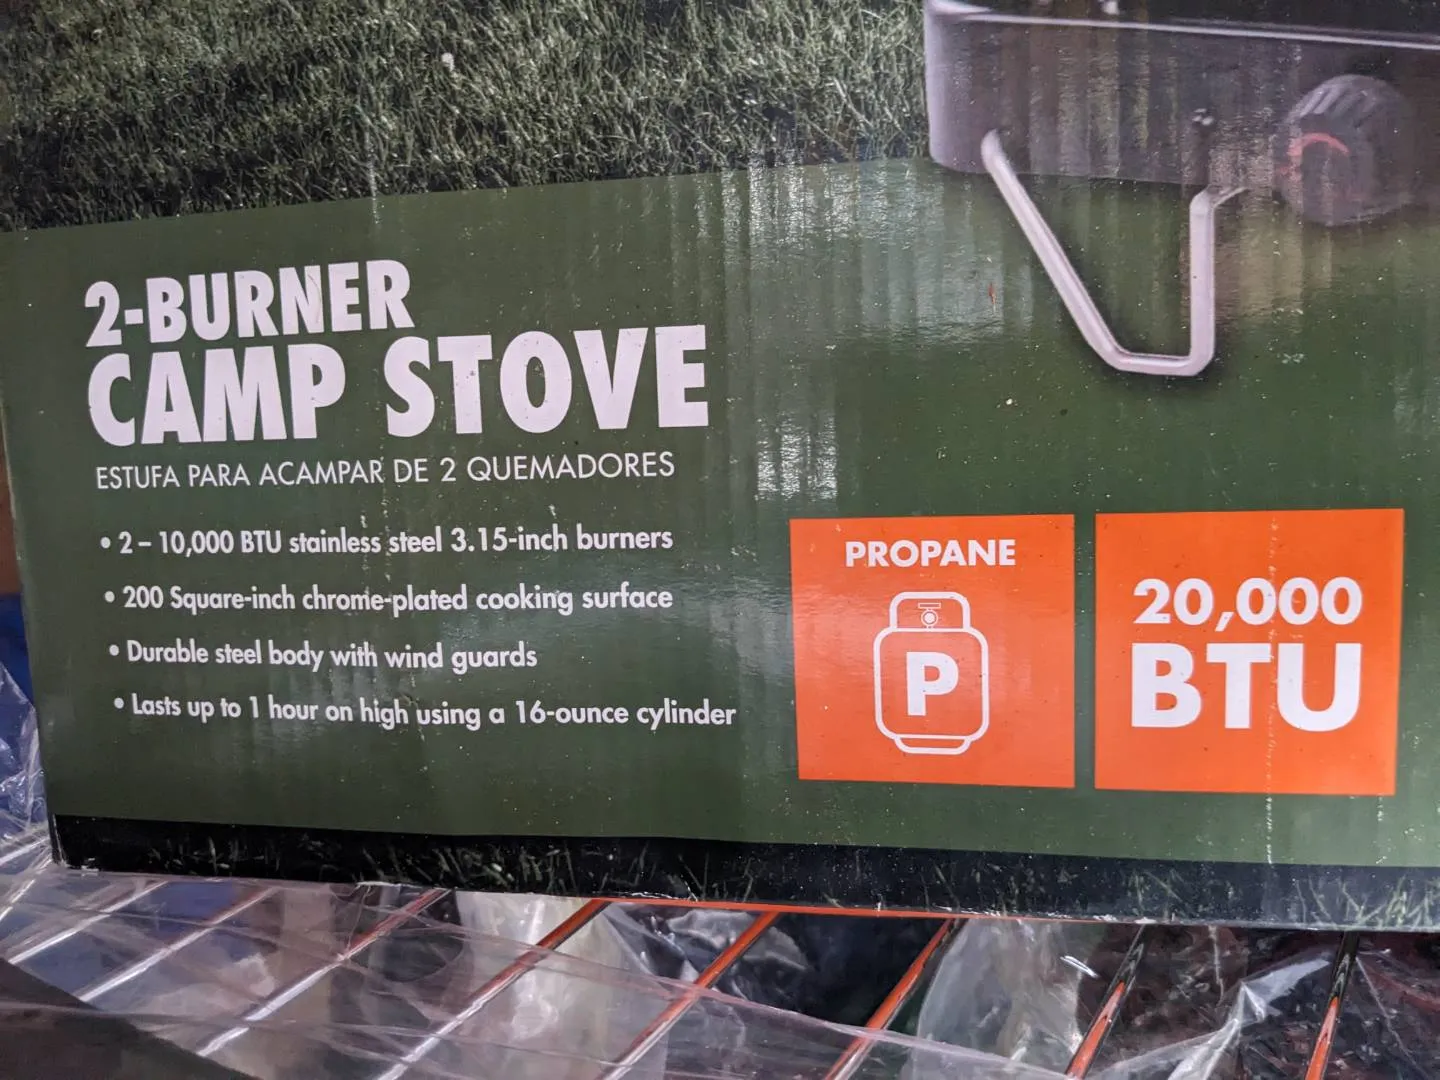 2-BURNER
CAMP STOVE
ESTUFA PARA ACAMPAR DE 2 QUEMADORES
• 2 – 10,000 BTU stainless steel 3.15-inch burners
• 200 Square-inch chrome-plated cooking surface
• Durable steel body with wind guards
• Lasts up to 1 hour on high using a 16-ounce cylinder
PROPANE
P
20,000
BTU